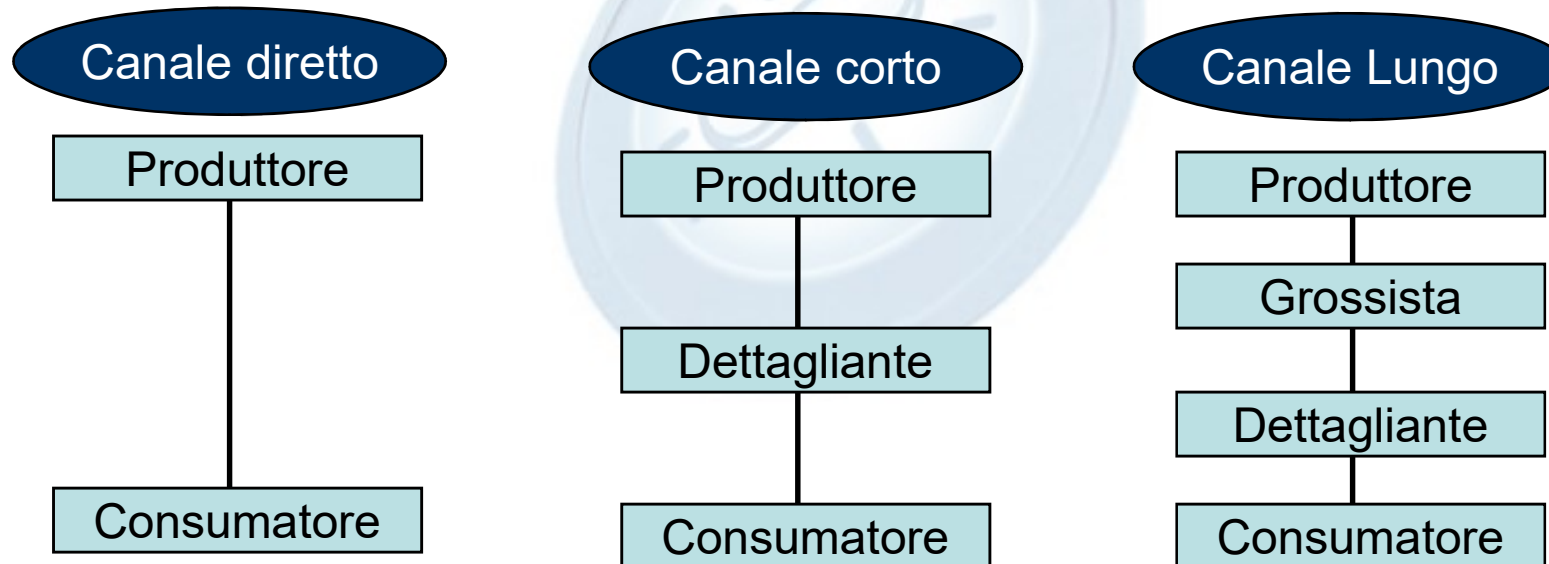 Canale diretto
Produttore
Consumatore
Canale corto
Produttore
Dettagliante
Consumatore
Canale Lungo
Produttore
Grossista
Dettagliante
Consumatore